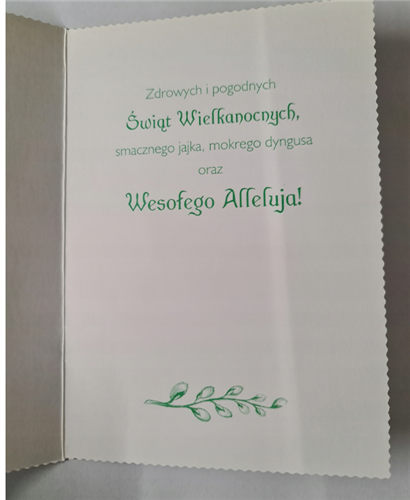 Zdrowych i pogodnych
Świąt Wielkanocnych,
smacznego jajka, mokrego dyngusa
oraz
Wesołego Alleluja!